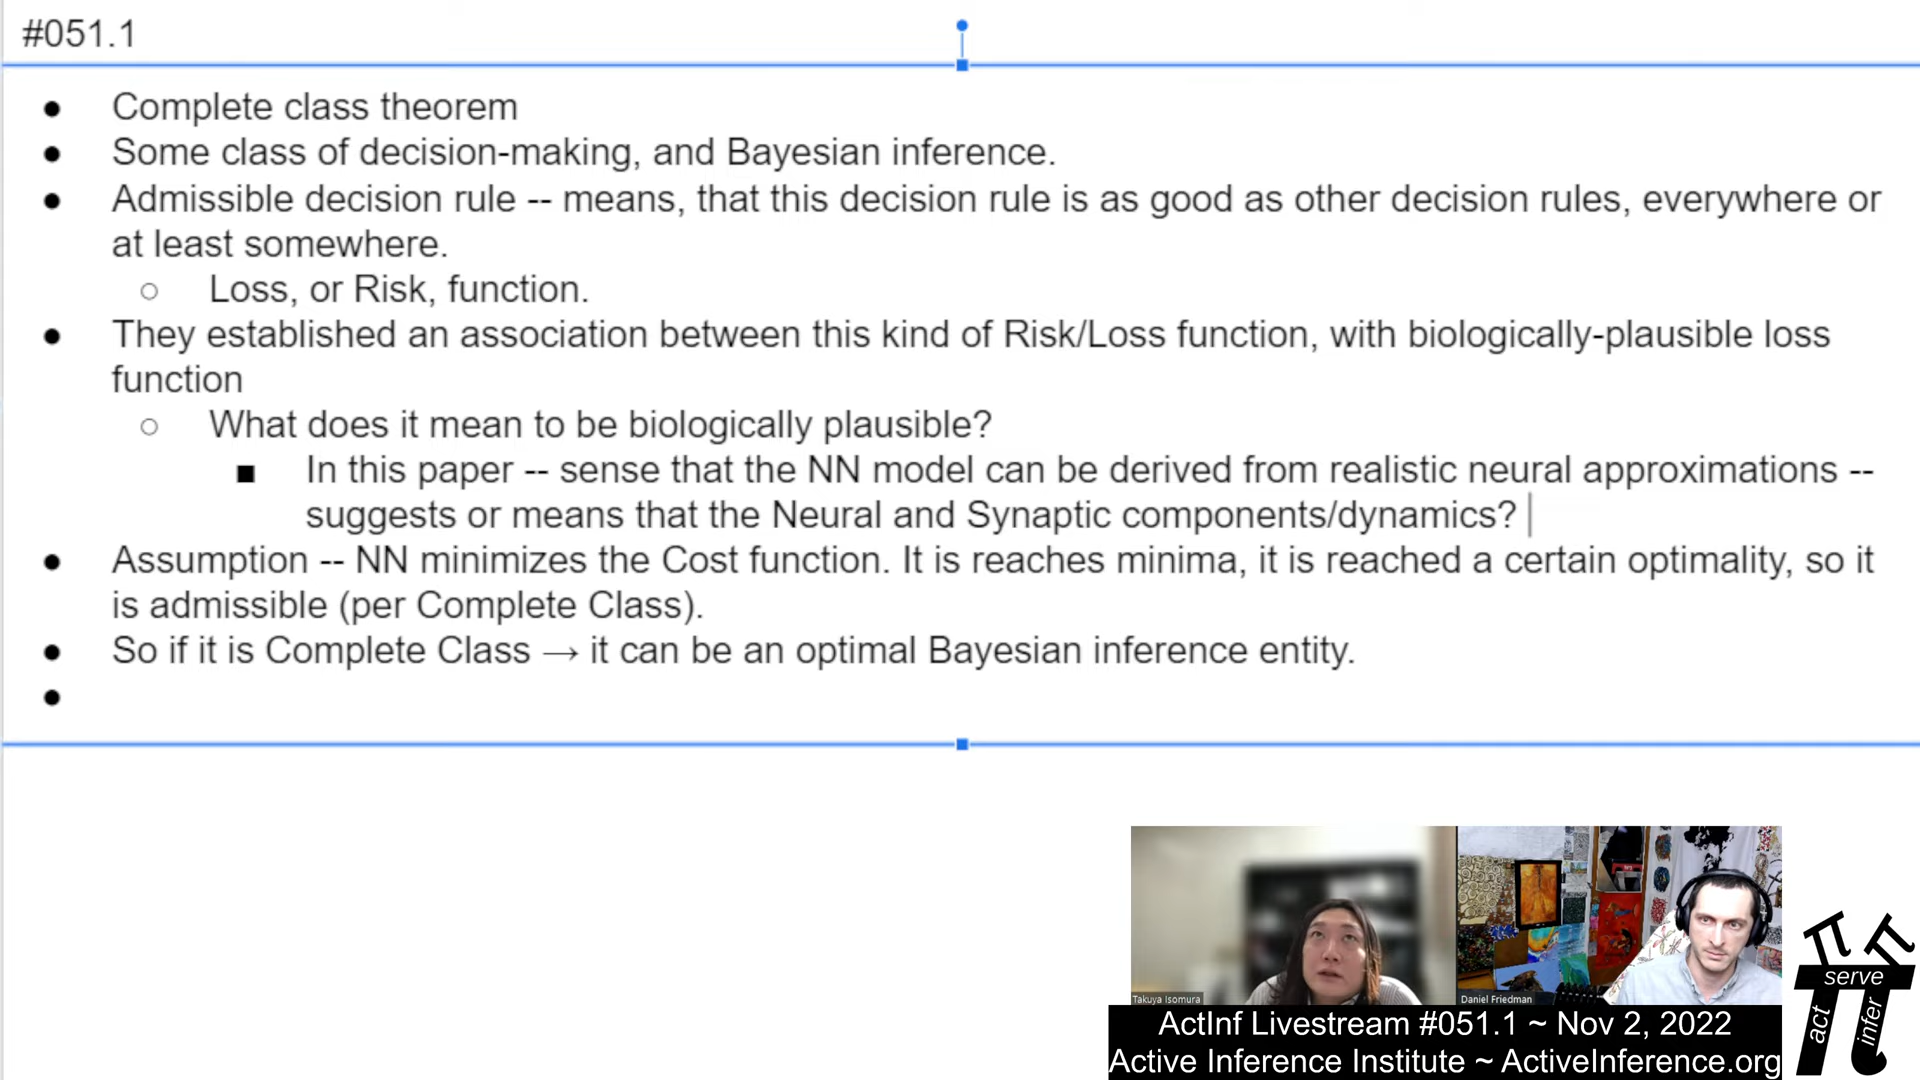 #051.1
● Complete class theorem
● Some class of decision-making, and Bayesian inference.
● Admissible decision rule -- means, that this decision rule is as good as other decision rules, everywhere or
at least somewhere.
○ Loss, or Risk, function.
● They established an association between this kind of Risk/Loss function, with biologically-plausible loss
function
○ What does it mean to be biologically plausible?
■ In this paper -- sense that the NN model can be derived from realistic neural approximations --
suggests or means that the Neural and Synaptic components/dynamics?
● Assumption -- NN minimizes the Cost function. It is reaches minima, it is reached a certain optimality, so it
is admissible (per Complete Class).
● So if it is Complete Class → it can be an optimal Bayesian inference entity.
●
Takuya Isomura
Daniel Friedman
ActInf Livestream #051.1 ~ Nov 2, 2022
Active Inference Institute ~ ActiveInference.org
serve
act
infer